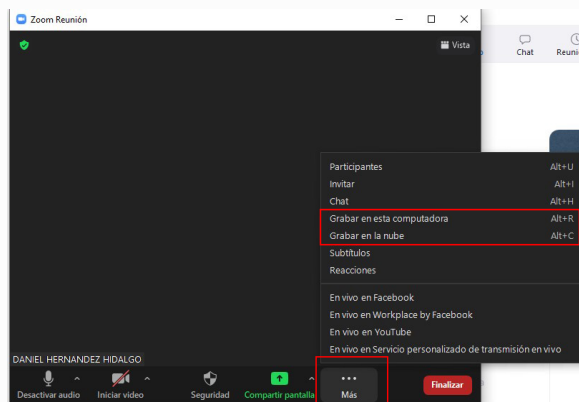 Zoom Reunión
Vista
Chat
Reuni
Participantes Alt+U
Invitar Alt+I
Chat Alt+H
Grabar en esta computadora Alt+R
Grabar en la nube Alt+C
Subtítulos
Reacciones
En vivo en Facebook
En vivo en Workplace by Facebook
En vivo en YouTube
En vivo en Servicio personalizado de transmisión en vivo
DANIEL HERNANDEZ HIDALGO
Desactivar audio Iniciar video Seguridad Compartir pantalla Más Finalizar